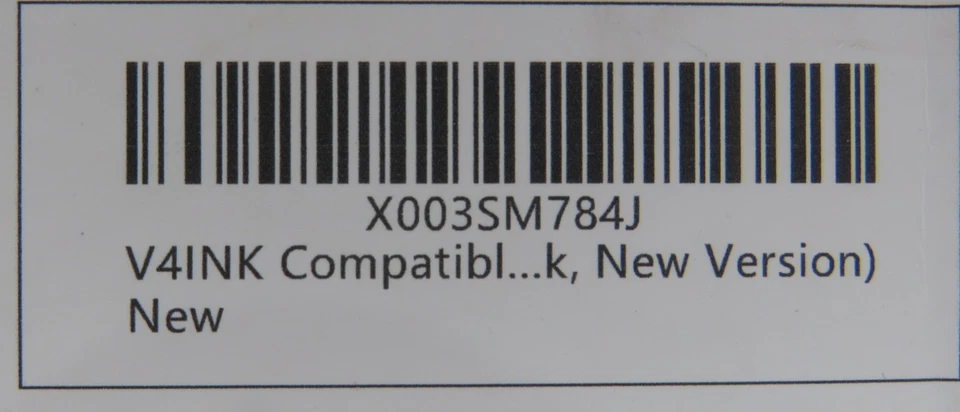 X003SM784J
V4INK Compatibl...k, New Version)
New